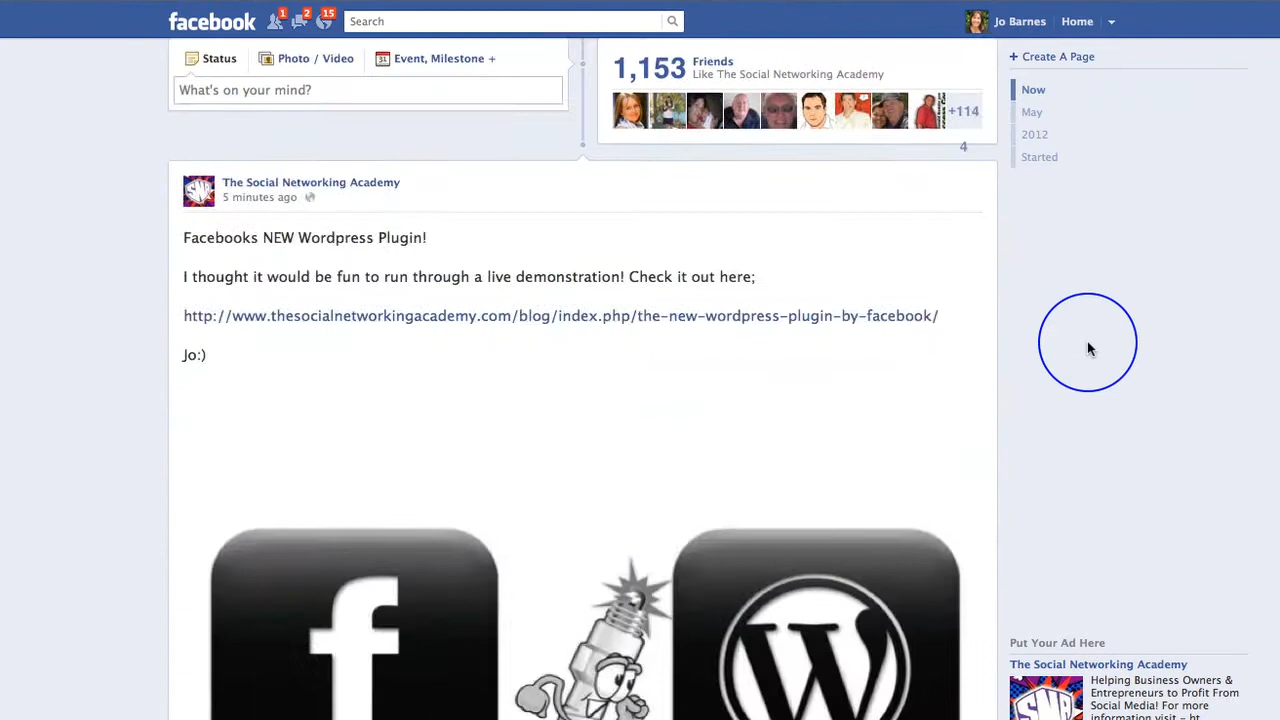 facebook
1
2
15
Search
Jo Barnes
Home
Status
Photo / Video
31
Event, Milestone +
What's on your mind?
1,153
Friends
Like The Social Networking Academy
+114
4
+ Create A Page
Now
May
2012
Started
The Social Networking Academy
5 minutes ago
Facebooks NEW Wordpress Plugin!
I thought it would be fun to run through a live demonstration! Check it out here;
http://www.thesocialnetworkingacademy.com/blog/index.php/the-new-wordpress-plugin-by-facebook/
Jo:)
f
W
Put Your Ad Here
The Social Networking Academy
Helping Business Owners &
Entrepreneurs to Profit From
Social Media! For more
information visit - ht